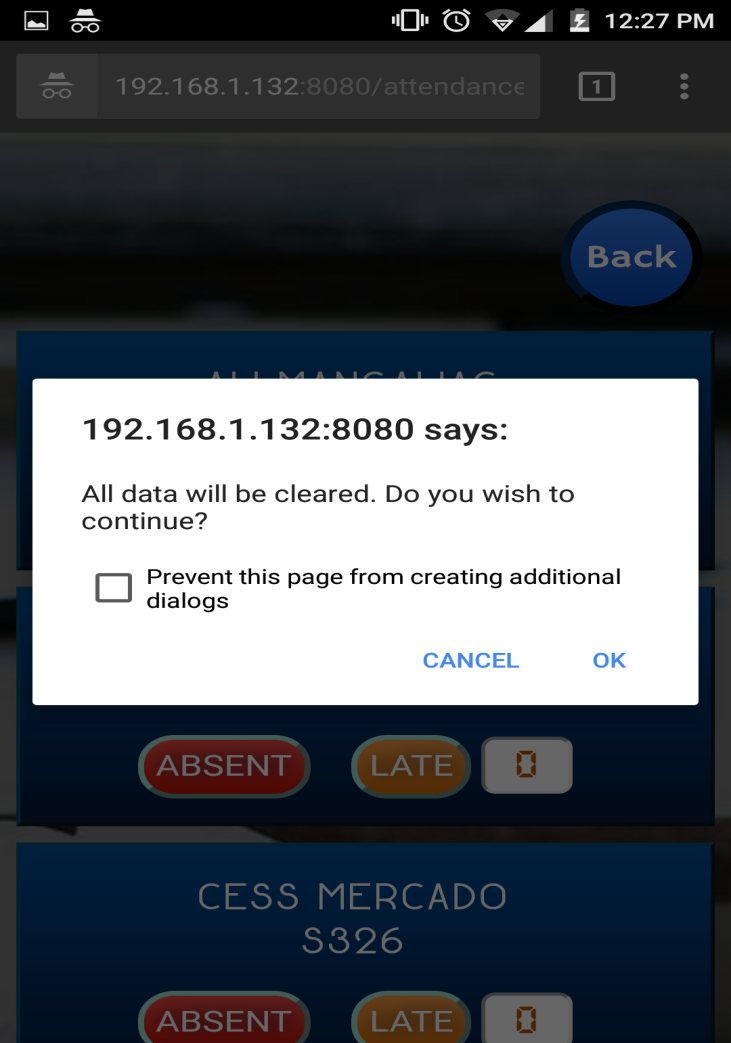 12:27 PM
192.168.1.132:8080/attendance
1
Back
192.168.1.132:8080 says:
All data will be cleared. Do you wish to
continue?
Prevent this page from creating additional
dialogs
CANCEL OK
ABSENT LATE 0
CESS MERCADO
S326
ABSENT LATE 0